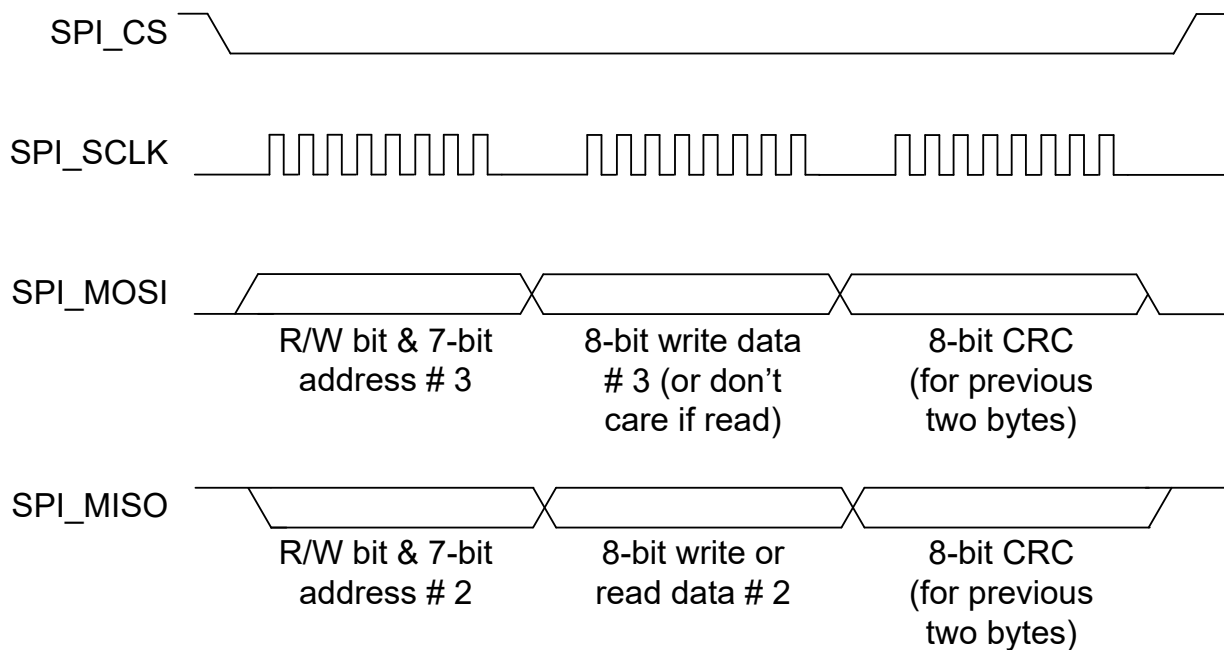 SPI_CS
SPI_SCLK
SPI_MOSI
R/W bit & 7-bit
address # 3
8-bit write data
# 3 (or don’t
care if read)
8-bit CRC
(for previous
two bytes)
SPI_MISO
R/W bit & 7-bit
address # 2
8-bit write or
read data # 2
8-bit CRC
(for previous
two bytes)